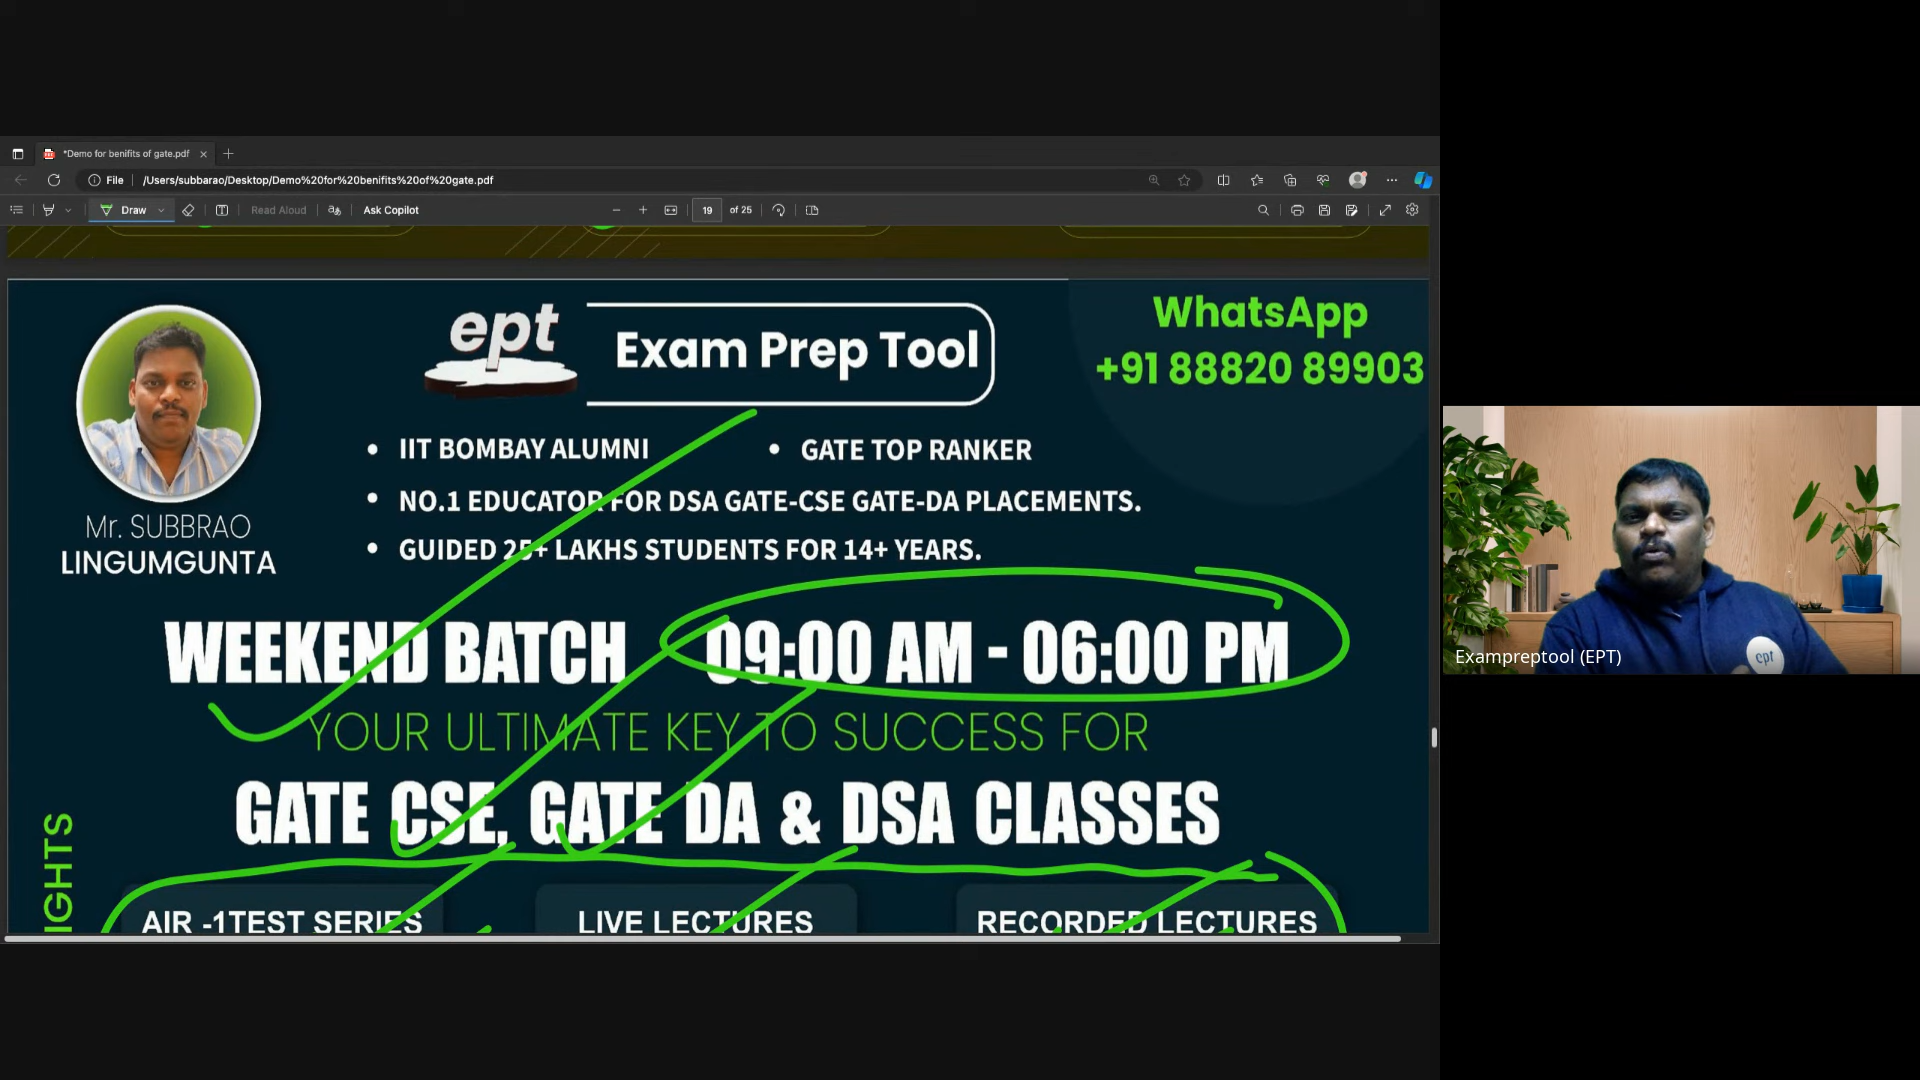 *Demo for benifits of gate.pdf
File /Users/subbarao/Desktop/Demo%20for%20benifits%20of%20gate.pdf
Draw Read Aloud aあ Ask Copilot 19 of 25
ept Exam Prep Tool
WhatsApp
+91 88820 89903
• IIT BOMBAY ALUMNI • GATE TOP RANKER
• NO.1 EDUCATOR FOR DSA GATE-CSE GATE-DA PLACEMENTS.
• GUIDED 25+ LAKHS STUDENTS FOR 14+ YEARS.
Mr. SUBBRAO
LINGUMGUNTA
WEEKEND BATCH 09:00 AM - 06:00 PM
YOUR ULTIMATE KEY TO SUCCESS FOR
GATE CSE, GATE DA & DSA CLASSES
IGHTS
AIR -1TEST SERIES LIVE LECTURES RECORDED LECTURES
ept
Exampreptool (EPT)